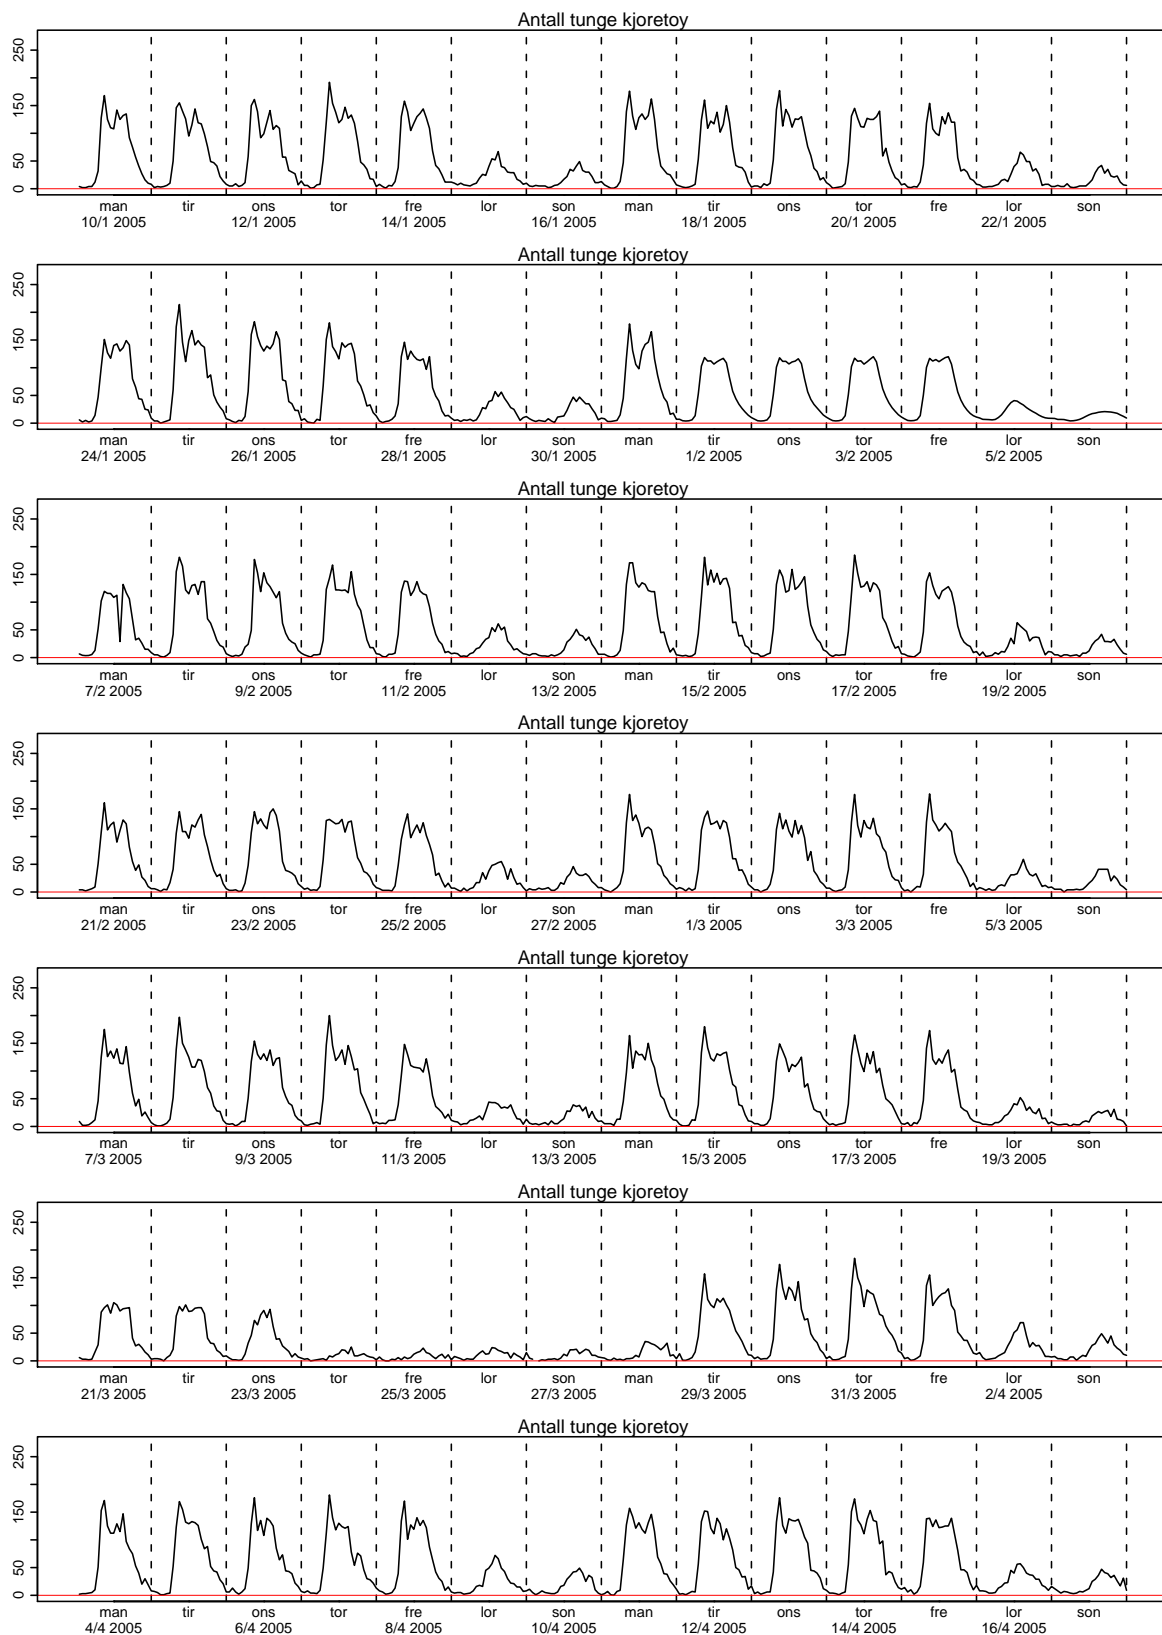 Antall tunge kjoretoy
250
150
50
0
man tir ons tor fre lor son man tir ons tor fre lor son
10/1 2005 12/1 2005 14/1 2005 16/1 2005 18/1 2005 20/1 2005 22/1 2005
Antall tunge kjoretoy
250
150
50
0
man tir ons tor fre lor son man tir ons tor fre lor son
24/1 2005 26/1 2005 28/1 2005 30/1 2005 1/2 2005 3/2 2005 5/2 2005
Antall tunge kjoretoy
250
150
50
0
man tir ons tor fre lor son man tir ons tor fre lor son
7/2 2005 9/2 2005 11/2 2005 13/2 2005 15/2 2005 17/2 2005 19/2 2005
Antall tunge kjoretoy
250
150
50
0
man tir ons tor fre lor son man tir ons tor fre lor son
21/2 2005 23/2 2005 25/2 2005 27/2 2005 1/3 2005 3/3 2005 5/3 2005
Antall tunge kjoretoy
250
150
50
0
man tir ons tor fre lor son man tir ons tor fre lor son
7/3 2005 9/3 2005 11/3 2005 13/3 2005 15/3 2005 17/3 2005 19/3 2005
Antall tunge kjoretoy
250
150
50
0
man tir ons tor fre lor son man tir ons tor fre lor son
21/3 2005 23/3 2005 25/3 2005 27/3 2005 29/3 2005 31/3 2005 2/4 2005
Antall tunge kjoretoy
250
150
50
0
man tir ons tor fre lor son man tir ons tor fre lor son
4/4 2005 6/4 2005 8/4 2005 10/4 2005 12/4 2005 14/4 2005 16/4 2005